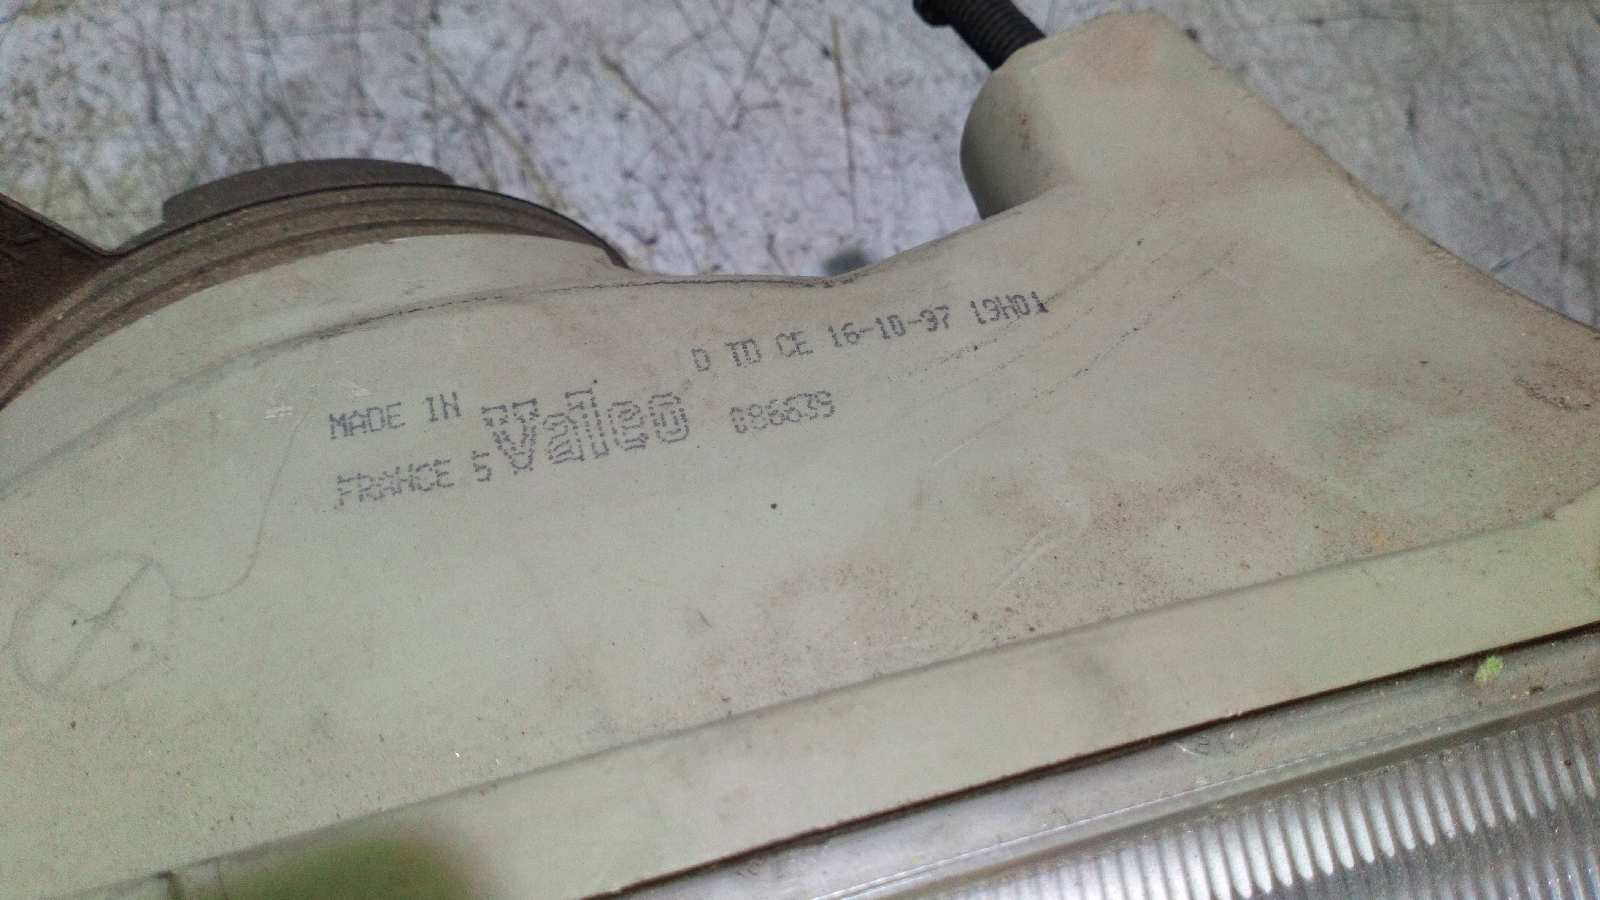 D TD CE 16-10-97 19H01
MADE IN
FRANCE 5 Valeo 086639